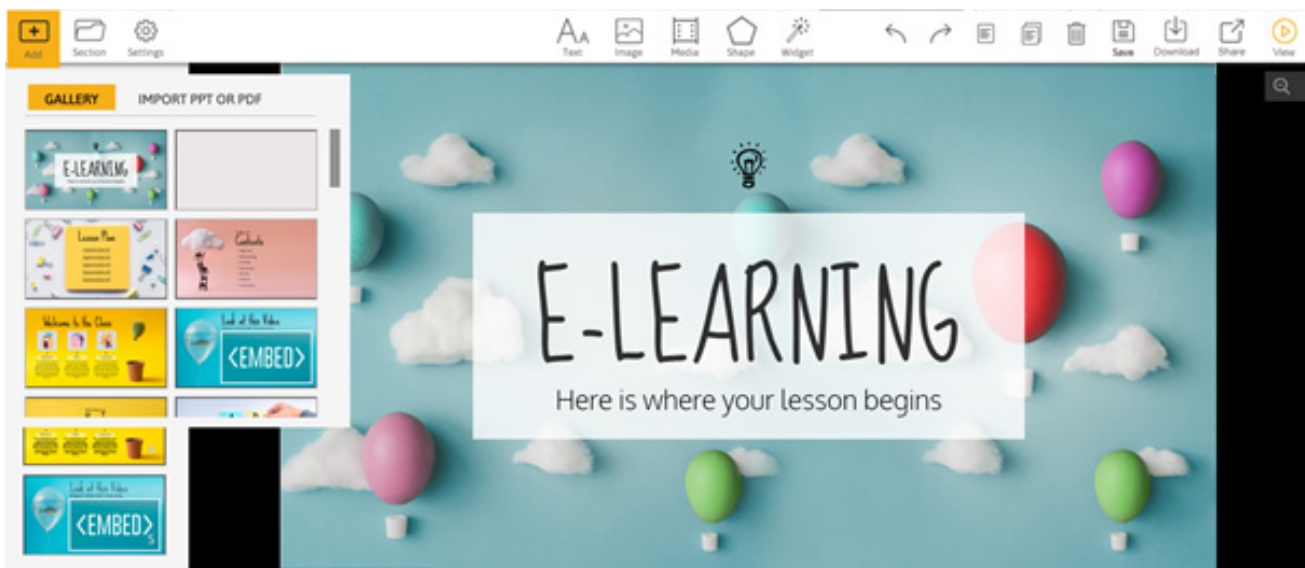 Add
Section
Settings
Text
Image
Media
Shape
Widget
Save
Download
Share
View
GALLERY
IMPORT PPT OR PDF
E-LEARNING
Lesson Plan
Contents
Welcome to the Class
Look at this Video
<EMBED>
Look at this Video
<EMBED>
5
E-LEARNING
Here is where your lesson begins